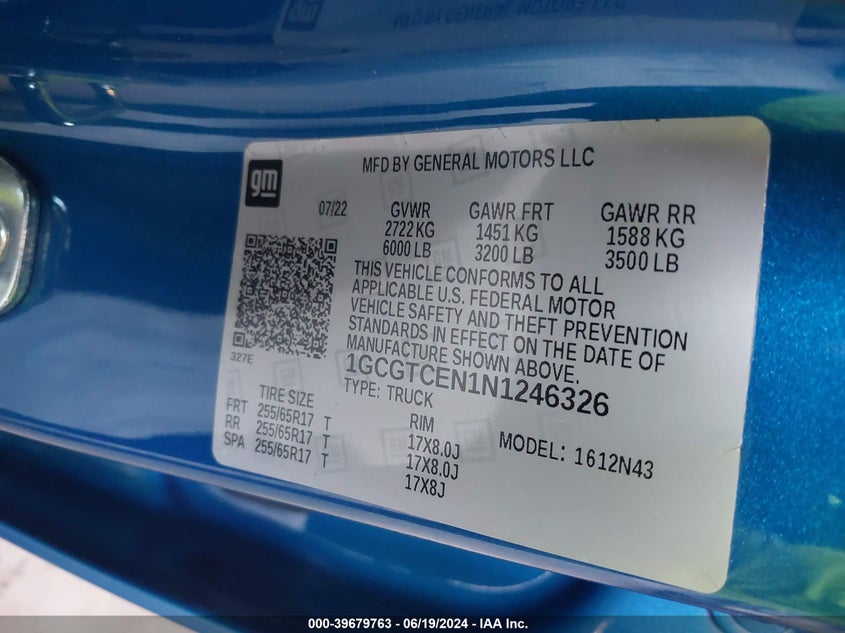 gm
MFD BY GENERAL MOTORS LLC
07/22 GVWR GAWR FRT GAWR RR
2722 KG 1451 KG 1588 KG
6000 LB 3200 LB 3500 LB
THIS VEHICLE CONFORMS TO ALL
APPLICABLE U.S. FEDERAL MOTOR
VEHICLE SAFETY AND THEFT PREVENTION
STANDARDS IN EFFECT ON THE DATE OF
MANUFACTURE SHOWN ABOVE.
327E
1GCGTCEN1N1246326
TYPE: TRUCK
TIRE SIZE RIM MODEL: 1612N43
FRT 255/65R17 T 17X8.0J
RR 255/65R17 T 17X8.0J
SPA 255/65R17 T 17X8J
000-39679763 - 06/19/2024 - IAA Inc.